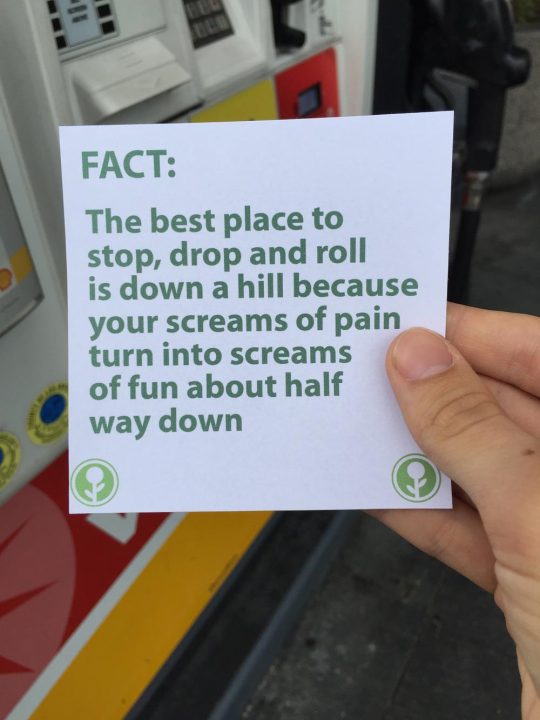 FACT:
The best place to
stop, drop and roll
is down a hill because
your screams of pain
turn into screams
of fun about half
way down